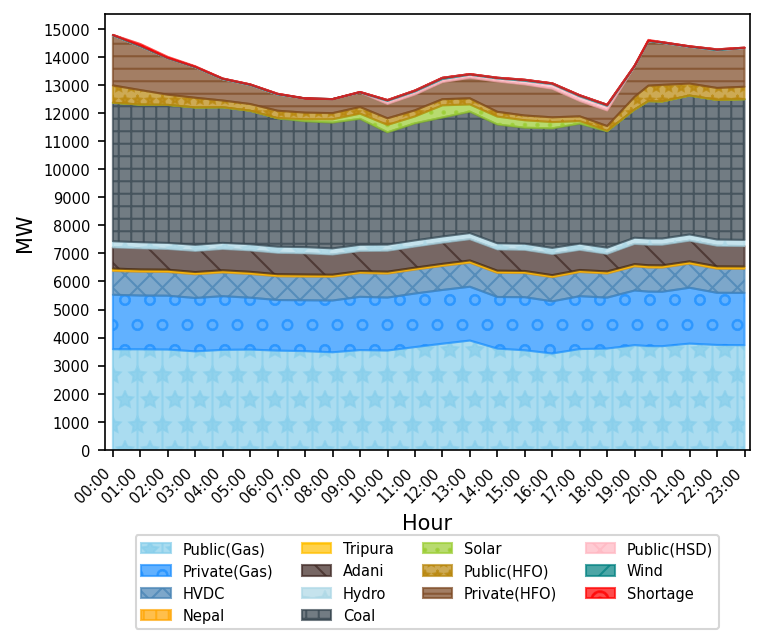 15000
14000
13000
12000
11000
10000
9000
8000
7000
6000
5000
4000
3000
2000
1000
0
MW
00:00 01:00 02:00 03:00 04:00 05:00 06:00 07:00 08:00 09:00 10:00 11:00 12:00 13:00 14:00 15:00 16:00 17:00 18:00 19:00 20:00 21:00 22:00 23:00
Hour
Public(Gas) Tripura Solar Public(HSD)
Private(Gas) Adani Public(HFO) Wind
HVDC Hydro Private(HFO) Shortage
Nepal Coal